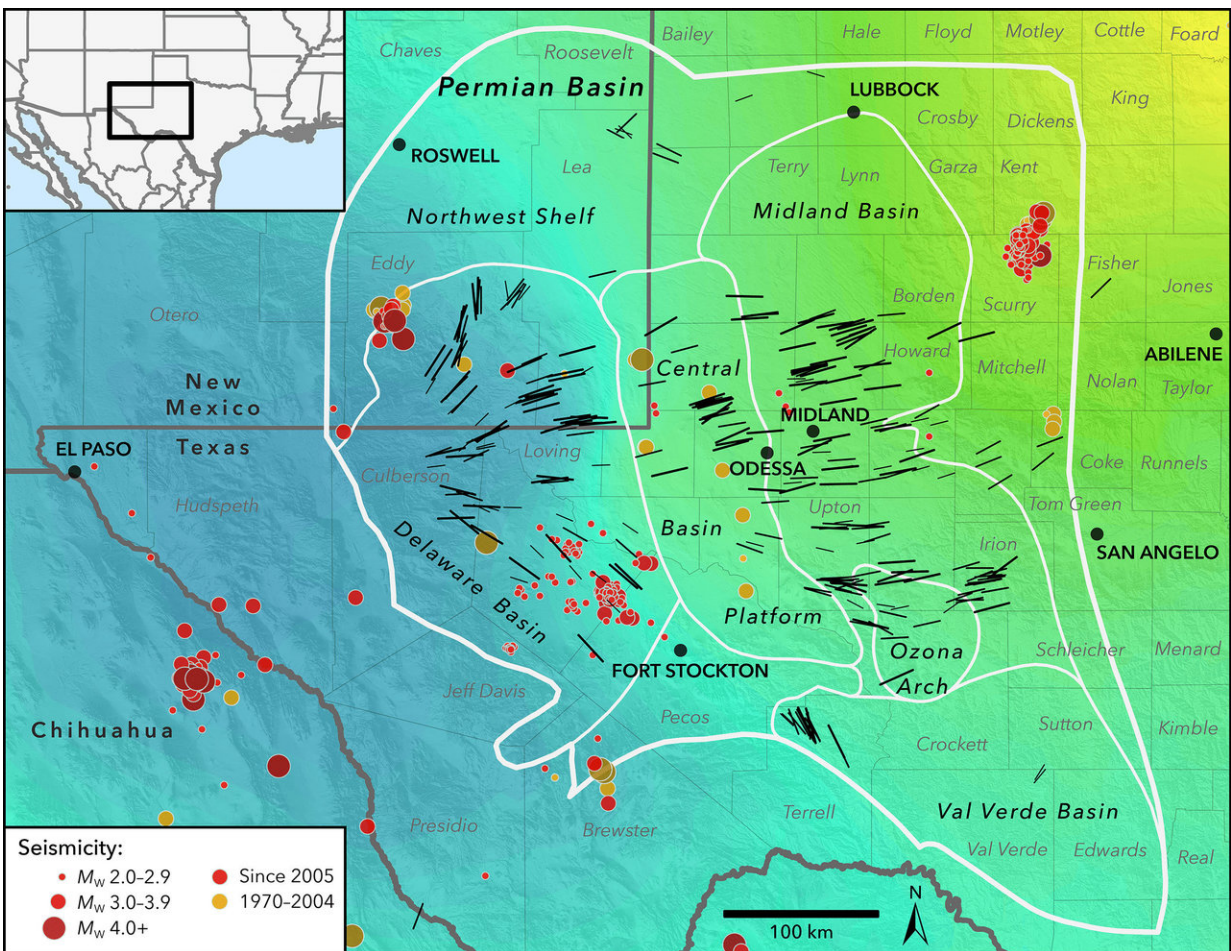 Chaves
Roosevelt
Bailey
Hale
Floyd
Motley
Cottle
Foard
Permian Basin
LUBBOCK
King
Crosby
Dickens
ROSWELL
Lea
Terry
Lynn
Garza
Kent
Northwest Shelf
Midland Basin
Eddy
Fisher
Otero
Borden
Scurry
Jones
New
Mexico
Central
Howard
Mitchell
ABILENE
Nolan
Taylor
MIDLAND
Texas
EL PASO
Loving
Culberson
ODESSA
Coke
Runnels
Hudspeth
Upton
Tom Green
Delaware Basin
Basin
Irion
SAN ANGELO
Platform
Ozona
Arch
Schleicher
Menard
FORT STOCKTON
Jeff Davis
Chihuahua
Pecos
Sutton
Kimble
Crockett
Presidio
Brewster
Terrell
Val Verde Basin
Val Verde
Edwards
Real
Seismicity:
Mw 2.0–2.9
Since 2005
Mw 3.0–3.9
1970–2004
Mw 4.0+
N
100 km